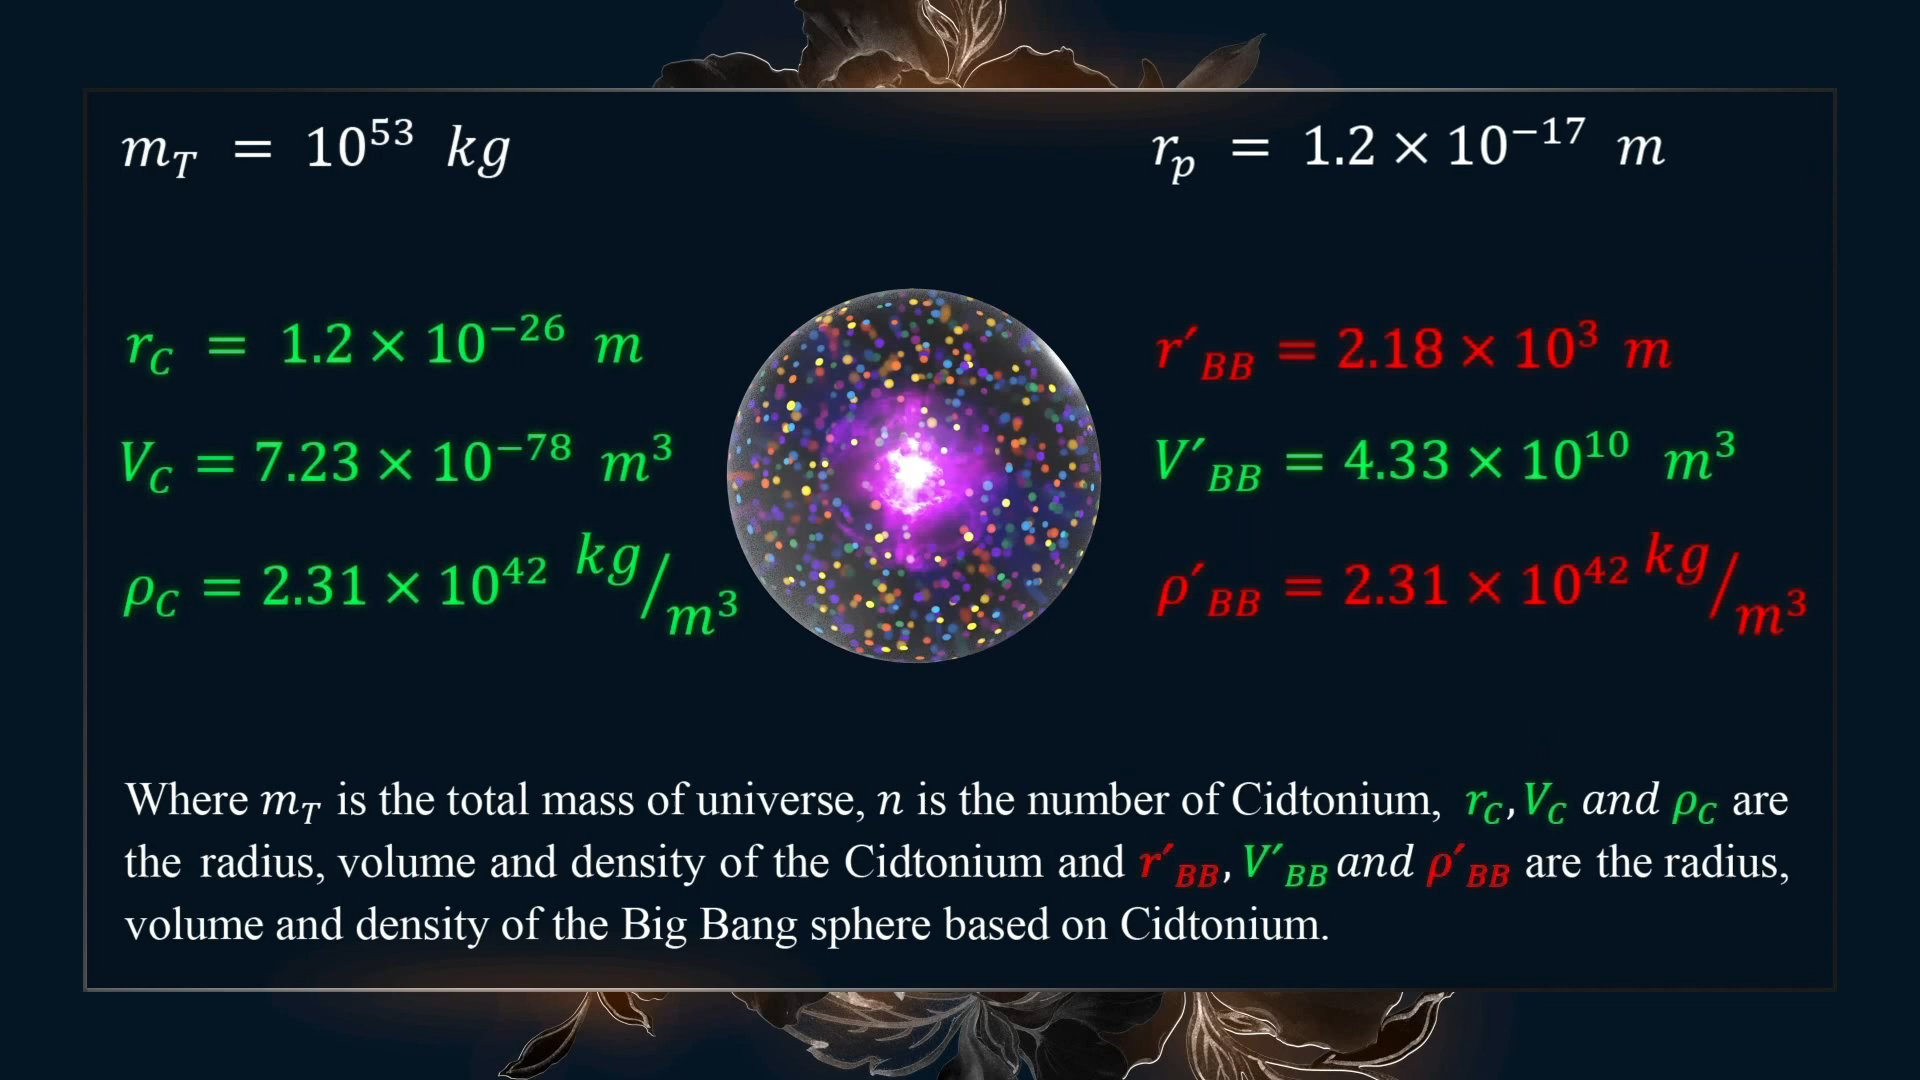 m_T = 10^53 kg
r_p = 1.2 × 10^−17 m
r_C = 1.2 × 10^−26 m
r′_BB = 2.18 × 10^3 m
V_C = 7.23 × 10^−78 m^3
V′_BB = 4.33 × 10^10 m^3
ρ_C = 2.31 × 10^42 kg/m^3
ρ′_BB = 2.31 × 10^42 kg/m^3
Where m_T is the total mass of universe, n is the number of Cidtonium, r_C, V_C and ρ_C are
the radius, volume and density of the Cidtonium and r′_BB, V′_BB and ρ′_BB are the radius,
volume and density of the Big Bang sphere based on Cidtonium.